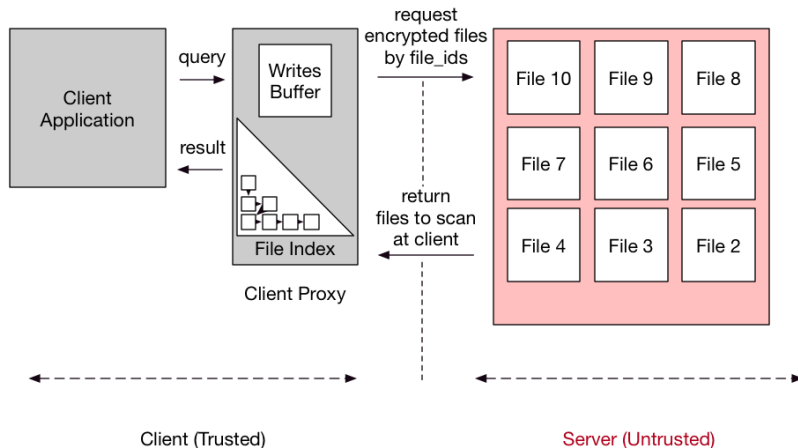 request
encrypted files
by file_ids
query
Writes
Buffer
Client
Application
result
File 10
File 9
File 8
File 7
File 6
File 5
return
files to scan
at client
File 4
File 3
File 2
File Index
Client Proxy
Client (Trusted)
Server (Untrusted)